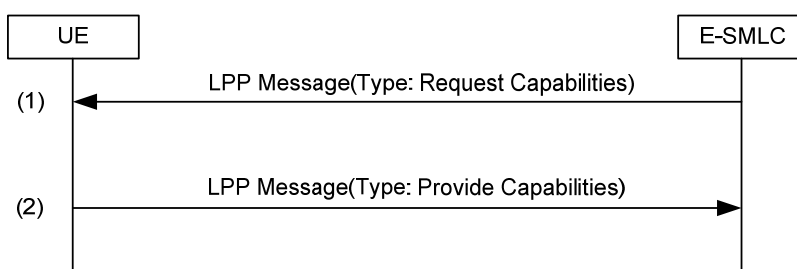 UE
E-SMLC
LPP Message(Type: Request Capabilities)
(1)
LPP Message(Type: Provide Capabilities)
(2)